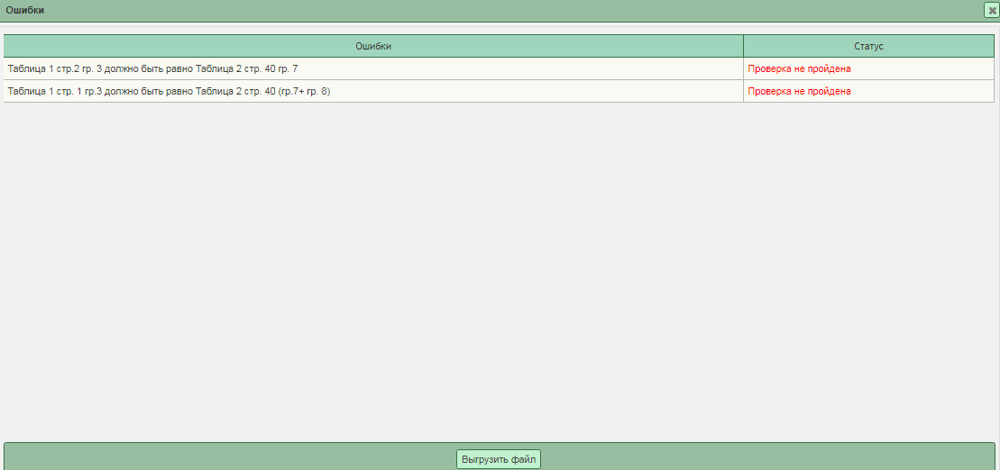 Ошибки
Ошибки Статус
Таблица 1 стр.2 гр. 3 должно быть равно Таблица 2 стр. 40 гр. 7 Проверка не пройдена
Таблица 1 стр. 1 гр.3 должно быть равно Таблица 2 стр. 40 (гр.7+ гр. 8) Проверка не пройдена
Выгрузить файл